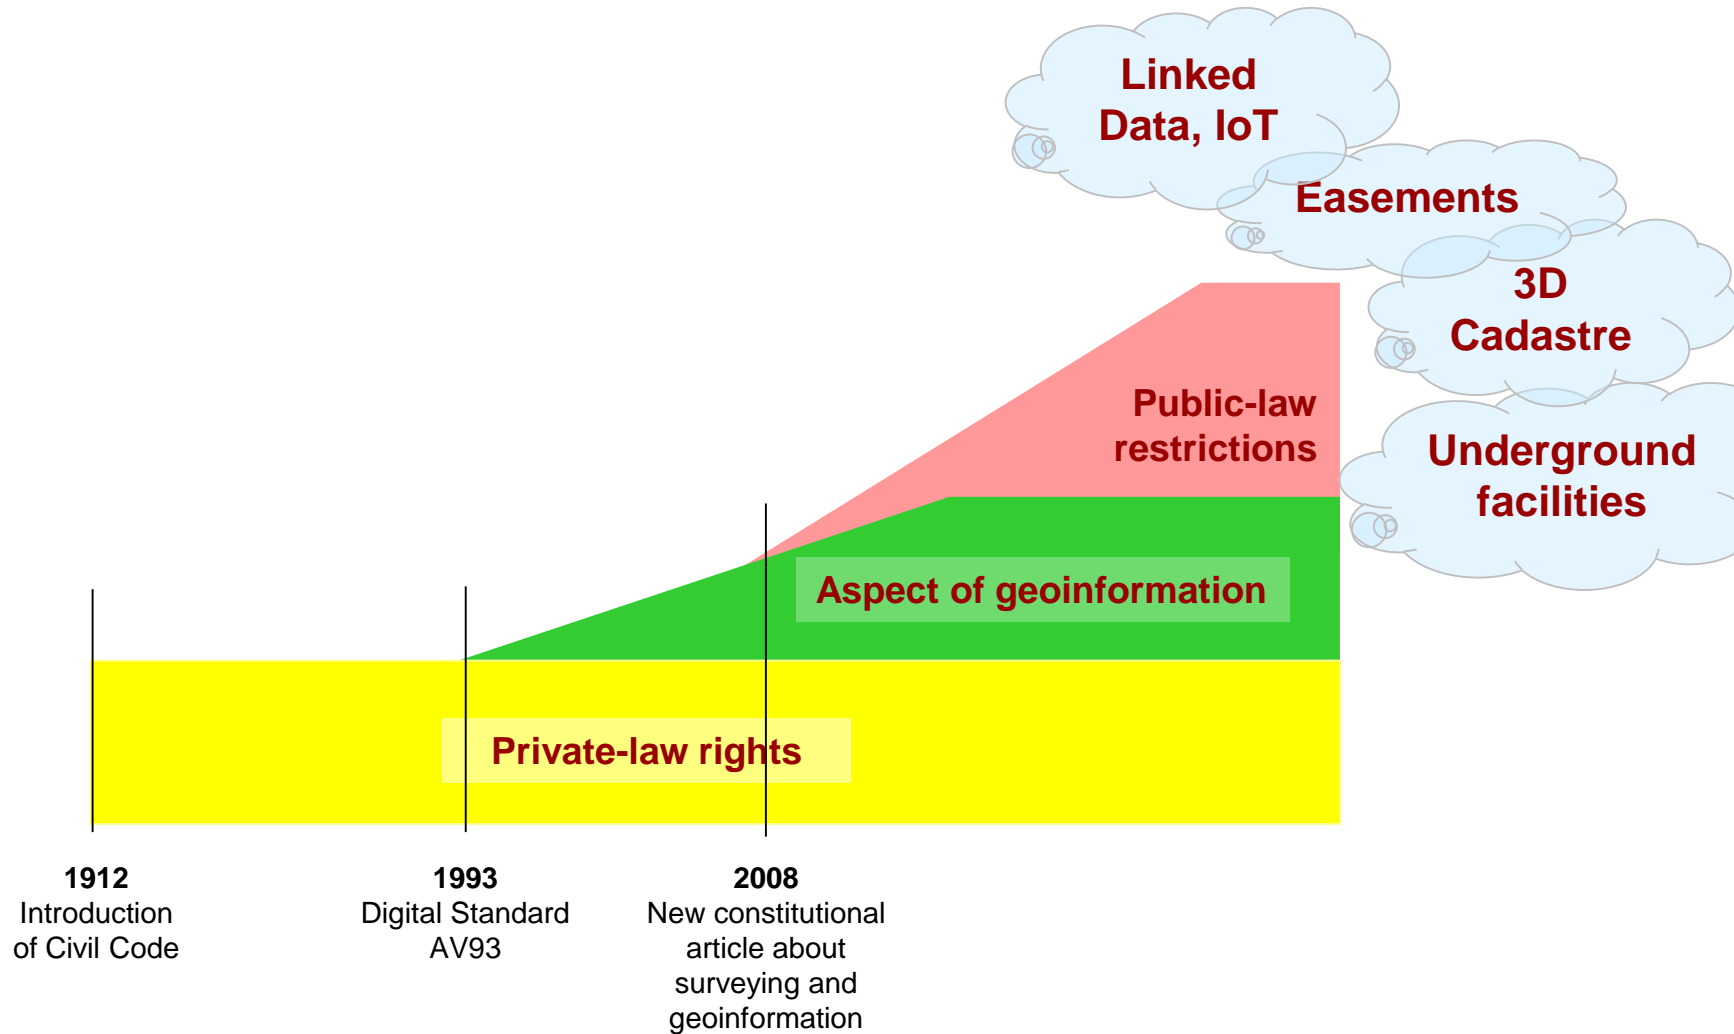 Linked
Data, IoT
Easements
3D
Cadastre
Public-law
restrictions
Underground
facilities
Aspect of geoinformation
Private-law rights
1912
Introduction
of Civil Code
1993
Digital Standard
AV93
2008
New constitutional
article about
surveying and
geoinformation